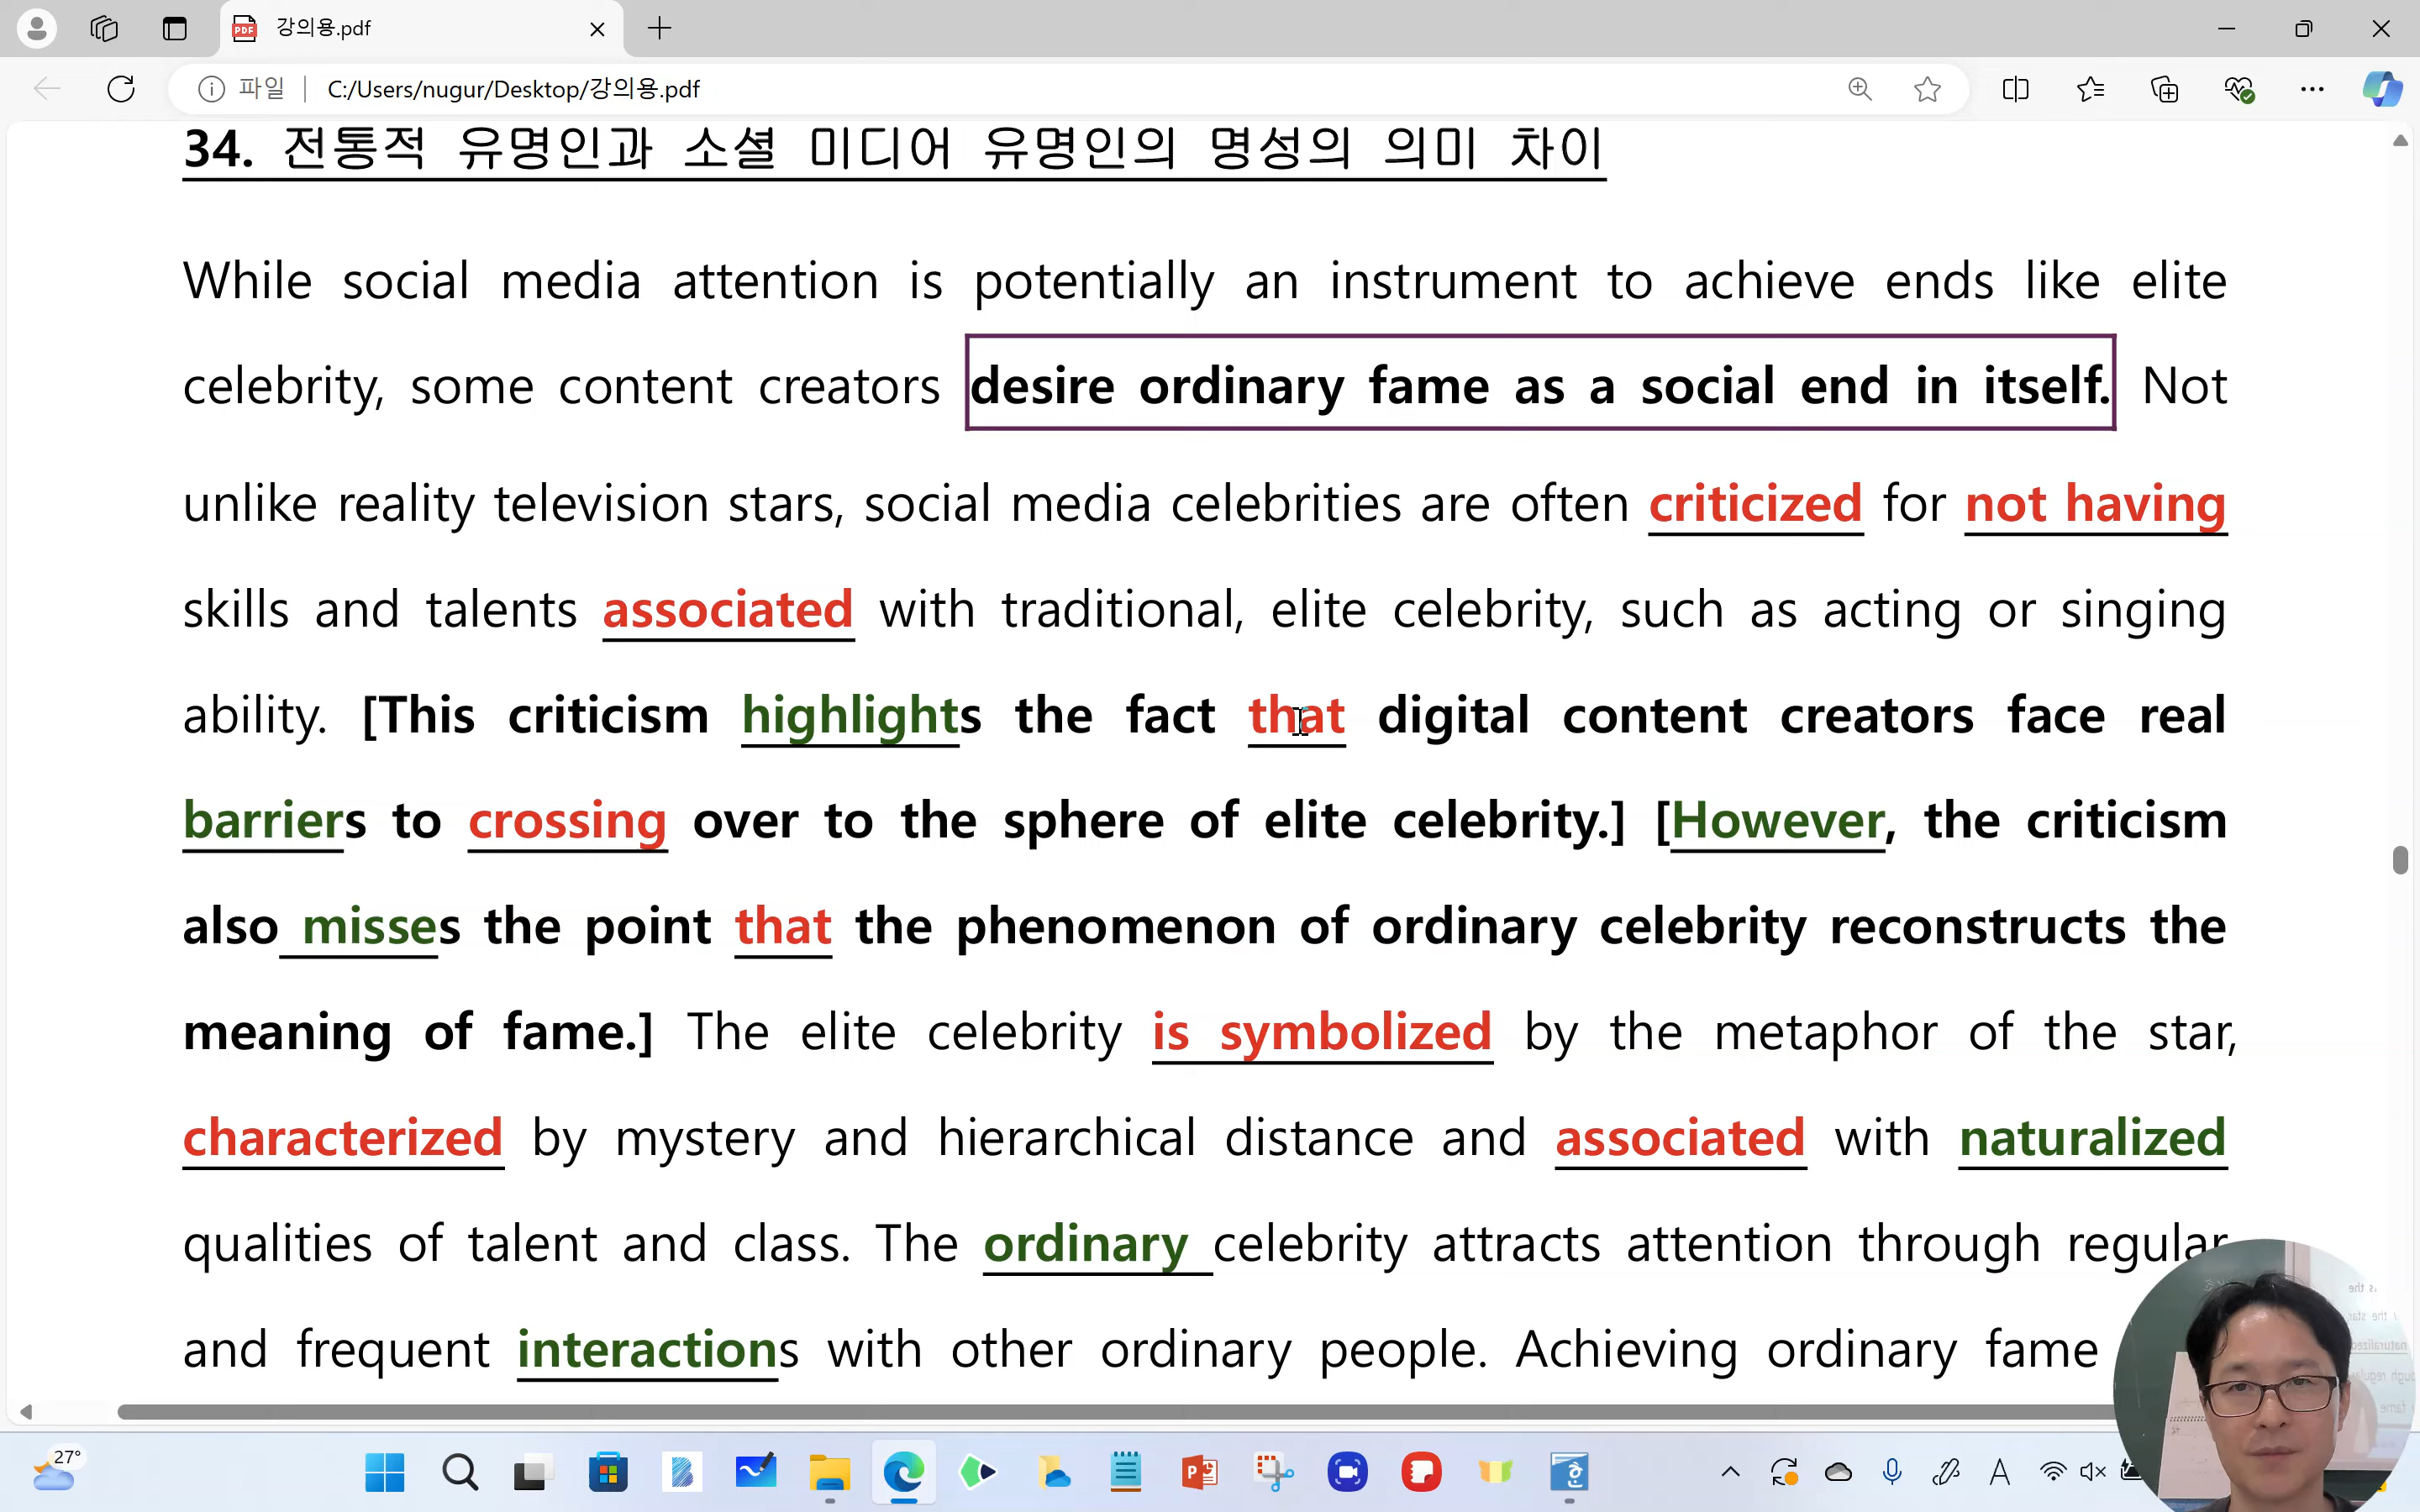 강의용.pdf
파일 C:/Users/nugur/Desktop/강의용.pdf
34. 전통적 유명인과 소셜 미디어 유명인의 명성의 의미 차이
While social media attention is potentially an instrument to achieve ends like elite
celebrity, some content creators desire ordinary fame as a social end in itself. Not
unlike reality television stars, social media celebrities are often criticized for not having
skills and talents associated with traditional, elite celebrity, such as acting or singing
ability. [This criticism highlights the fact that digital content creators face real
barriers to crossing over to the sphere of elite celebrity.] [However, the criticism
also misses the point that the phenomenon of ordinary celebrity reconstructs the
meaning of fame.] The elite celebrity is symbolized by the metaphor of the star,
characterized by mystery and hierarchical distance and associated with naturalized
qualities of talent and class. The ordinary celebrity attracts attention through regular
and frequent interactions with other ordinary people. Achieving ordinary fame
27°